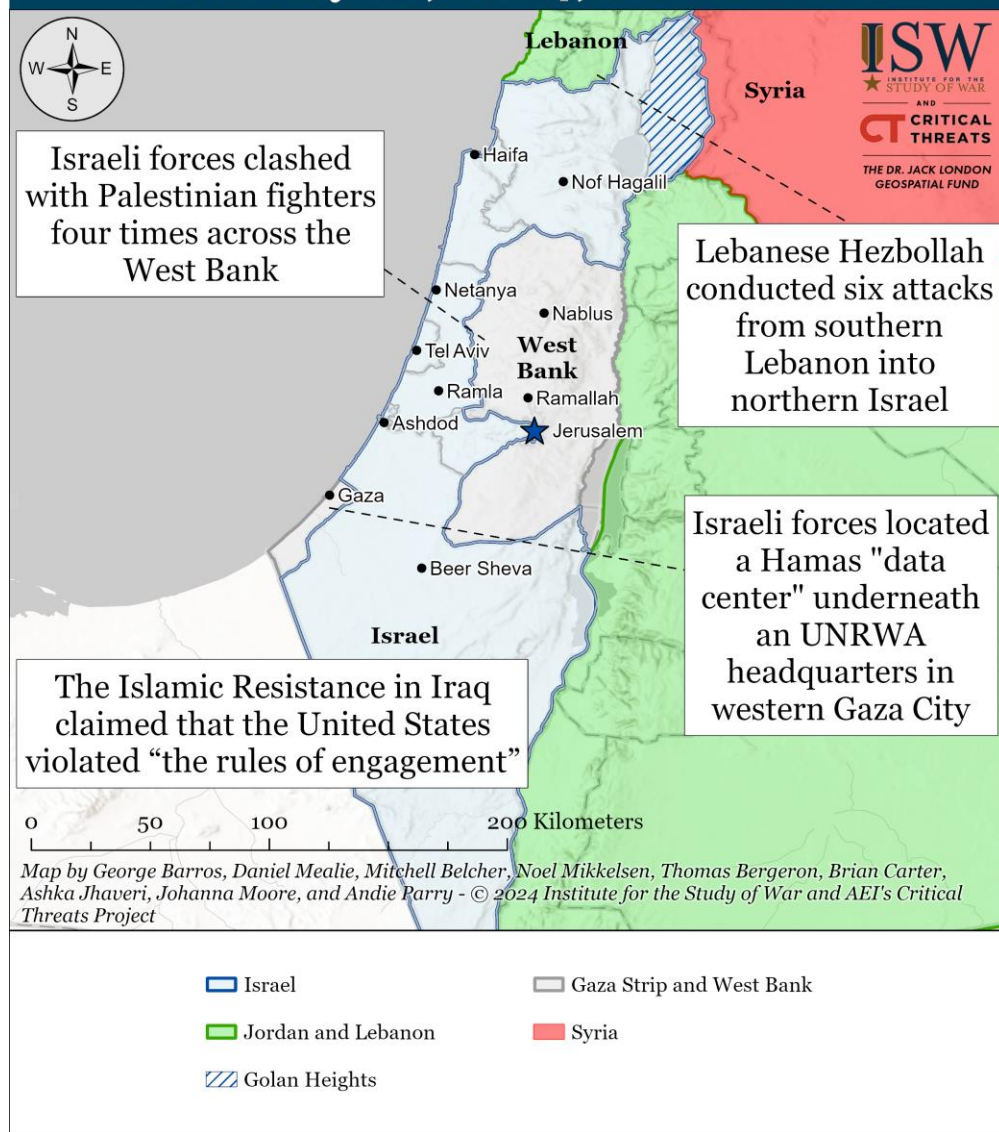 N
W E
S
Lebanon
Syria
ISW
INSTITUTE FOR THE
STUDY OF WAR
AND
CT CRITICAL
THREATS
THE DR. JACK LONDON
GEOSPATIAL FUND
Israeli forces clashed
with Palestinian fighters
four times across the
West Bank
Haifa
Nof Hagalil
Lebanese Hezbollah
conducted six attacks
from southern
Lebanon into
northern Israel
Netanya
Nablus
Tel Aviv
West
Bank
Ramla
Ramallah
Ashdod
Jerusalem
Gaza
Israeli forces located
a Hamas "data
center" underneath
an UNRWA
headquarters in
western Gaza City
Beer Sheva
Israel
The Islamic Resistance in Iraq
claimed that the United States
violated “the rules of engagement”
0 50 100 200 Kilometers
Map by George Barros, Daniel Mealie, Mitchell Belcher, Noel Mikkelsen, Thomas Bergeron, Brian Carter,
Ashka Jhaveri, Johanna Moore, and Andie Parry - © 2024 Institute for the Study of War and AEI's Critical
Threats Project
Israel
Gaza Strip and West Bank
Jordan and Lebanon
Syria
Golan Heights